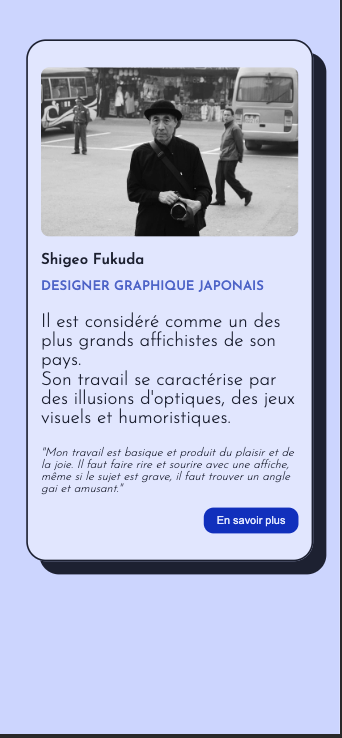 Shigeo Fukuda
DESIGNER GRAPHIQUE JAPONAIS
Il est considéré comme un des
plus grands affichistes de son
pays.
Son travail se caractérise par
des illusions d'optiques, des jeux
visuels et humoristiques.
"Mon travail est basique et produit du plaisir et de
la joie. Il faut faire rire et sourire avec une affiche,
même si le sujet est grave, il faut trouver un angle
gai et amusant."
En savoir plus